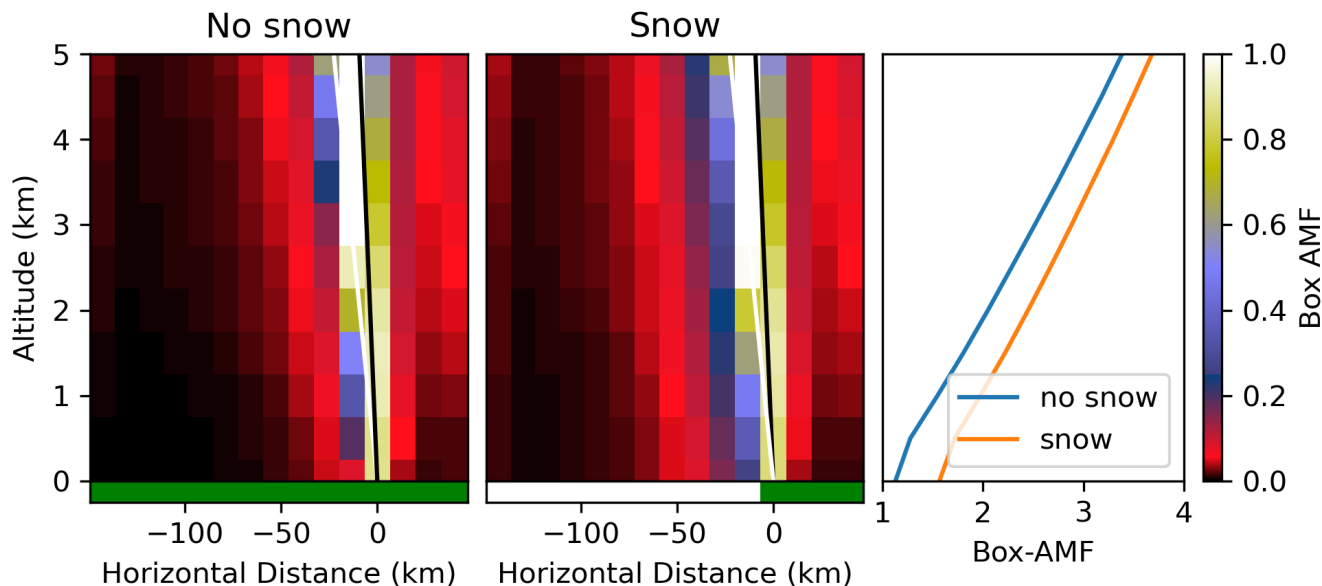 No snow
Snow
5
4
3
2
1
0
Altitude (km)
−100
−50
0
Horizontal Distance (km)
−100
−50
0
Horizontal Distance (km)
no snow
snow
1
2
3
4
Box-AMF
1.0
0.8
0.6
0.4
0.2
0.0
Box AMF